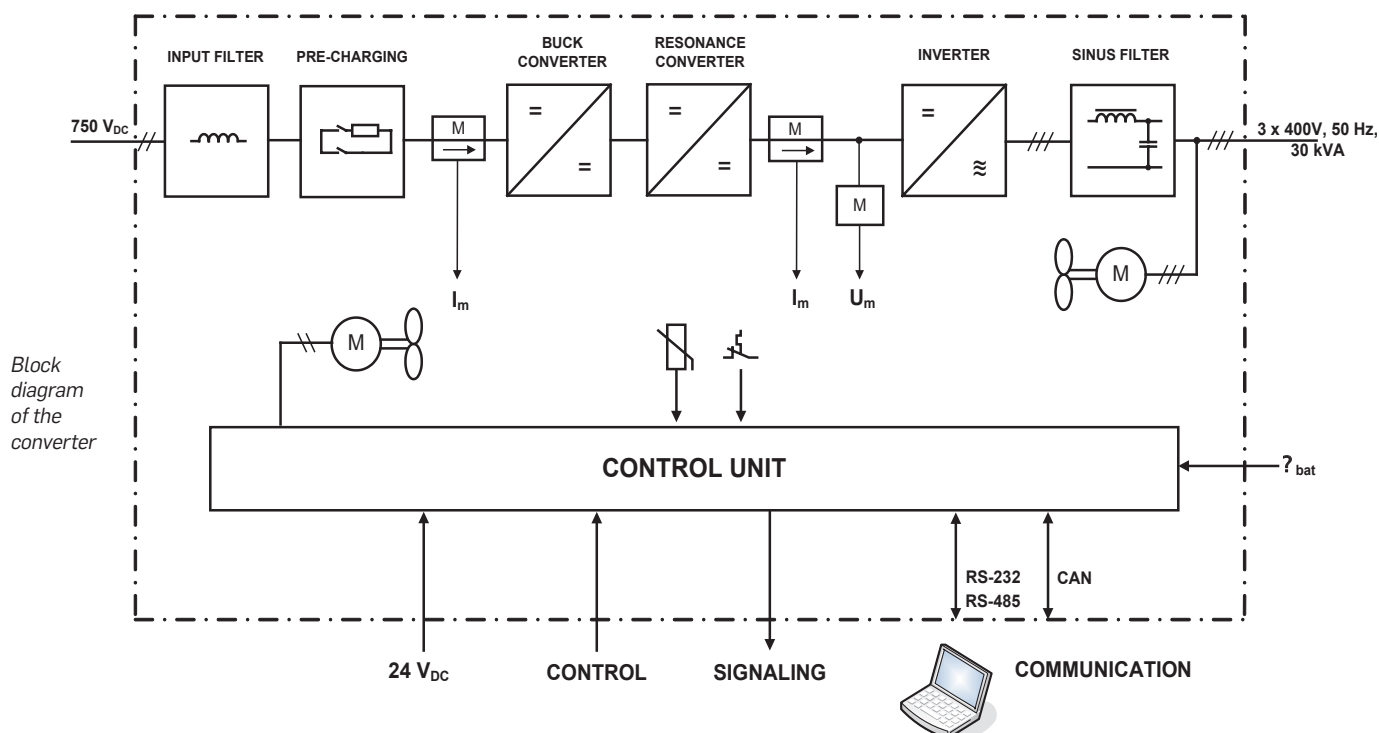 INPUT FILTER
PRE-CHARGING
BUCK
CONVERTER
RESONANCE
CONVERTER
INVERTER
SINUS FILTER
750 VDC
M
M
M
3 x 400V, 50 Hz,
30 kVA
Im
Im
Um
M
M
Block
diagram
of the
converter
CONTROL UNIT
?bat
RS-232
RS-485
CAN
24 VDC
CONTROL
SIGNALING
COMMUNICATION